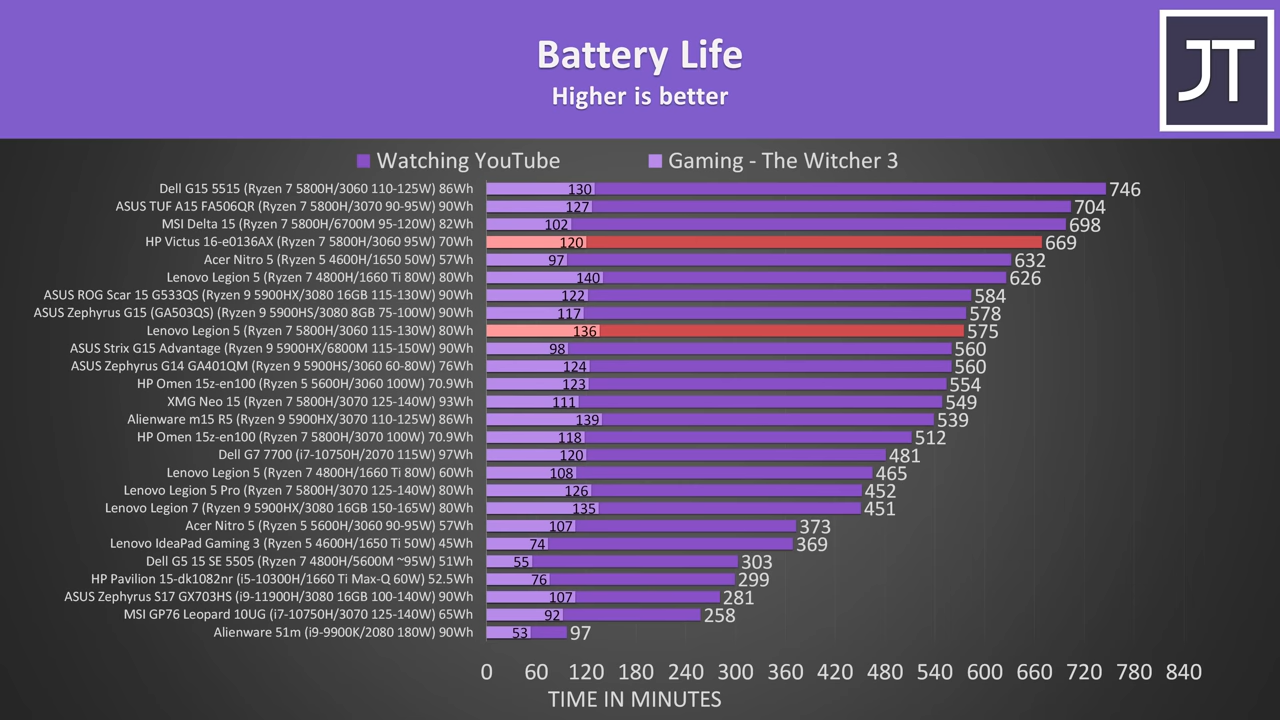 Battery Life
Higher is better
JT
Watching YouTube Gaming - The Witcher 3
Dell G15 5515 (Ryzen 7 5800H/3060 110-125W) 86Wh 130 746
ASUS TUF A15 FA506QR (Ryzen 7 5800H/3070 90-95W) 90Wh 127 704
MSI Delta 15 (Ryzen 7 5800H/6700M 95-120W) 82Wh 102 698
HP Victus 16-e0136AX (Ryzen 7 5800H/3060 95W) 70Wh 120 669
Acer Nitro 5 (Ryzen 5 4600H/1650 50W) 57Wh 97 632
Lenovo Legion 5 (Ryzen 7 4800H/1660 Ti 80W) 80Wh 140 626
ASUS ROG Scar 15 G533QS (Ryzen 9 5900HX/3080 16GB 115-130W) 90Wh 122 584
ASUS Zephyrus G15 (GA503QS) (Ryzen 9 5900HS/3080 8GB 75-100W) 90Wh 117 578
Lenovo Legion 5 (Ryzen 7 5800H/3060 115-130W) 80Wh 136 575
ASUS Strix G15 Advantage (Ryzen 9 5900HX/6800M 115-150W) 90Wh 98 560
ASUS Zephyrus G14 GA401QM (Ryzen 9 5900HS/3060 60-80W) 76Wh 124 560
HP Omen 15z-en100 (Ryzen 5 5600H/3060 100W) 70.9Wh 123 554
XMG Neo 15 (Ryzen 7 5800H/3070 125-140W) 93Wh 111 549
Alienware m15 R5 (Ryzen 9 5900HX/3070 110-125W) 86Wh 139 539
HP Omen 15z-en100 (Ryzen 7 5800H/3070 100W) 70.9Wh 118 512
Dell G7 7700 (i7-10750H/2070 115W) 97Wh 120 481
Lenovo Legion 5 (Ryzen 7 4800H/1660 Ti 80W) 60Wh 108 465
Lenovo Legion 5 Pro (Ryzen 7 5800H/3070 125-140W) 80Wh 126 452
Lenovo Legion 7 (Ryzen 9 5900HX/3080 16GB 150-165W) 80Wh 135 451
Acer Nitro 5 (Ryzen 5 5600H/3060 90-95W) 57Wh 107 373
Lenovo IdeaPad Gaming 3 (Ryzen 5 4600H/1650 Ti 50W) 45Wh 74 369
Dell G5 15 SE 5505 (Ryzen 7 4800H/5600M ~95W) 51Wh 55 303
HP Pavilion 15-dk1082nr (i5-10300H/1660 Ti Max-Q 60W) 52.5Wh 76 299
ASUS Zephyrus S17 GX703HS (i9-11900H/3080 16GB 100-140W) 90Wh 107 281
MSI GP76 Leopard 10UG (i7-10750H/3070 125-140W) 65Wh 92 258
Alienware 51m (i9-9900K/2080 180W) 90Wh 53 97
0 60 120 180 240 300 360 420 480 540 600 660 720 780 840
TIME IN MINUTES